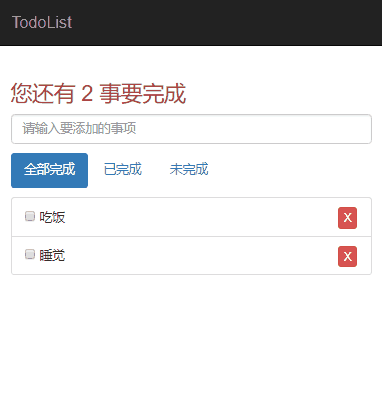 TodoList
您还有 2 事要完成
请输入要添加的事项
全部完成 已完成 未完成
吃饭 X
睡觉 X